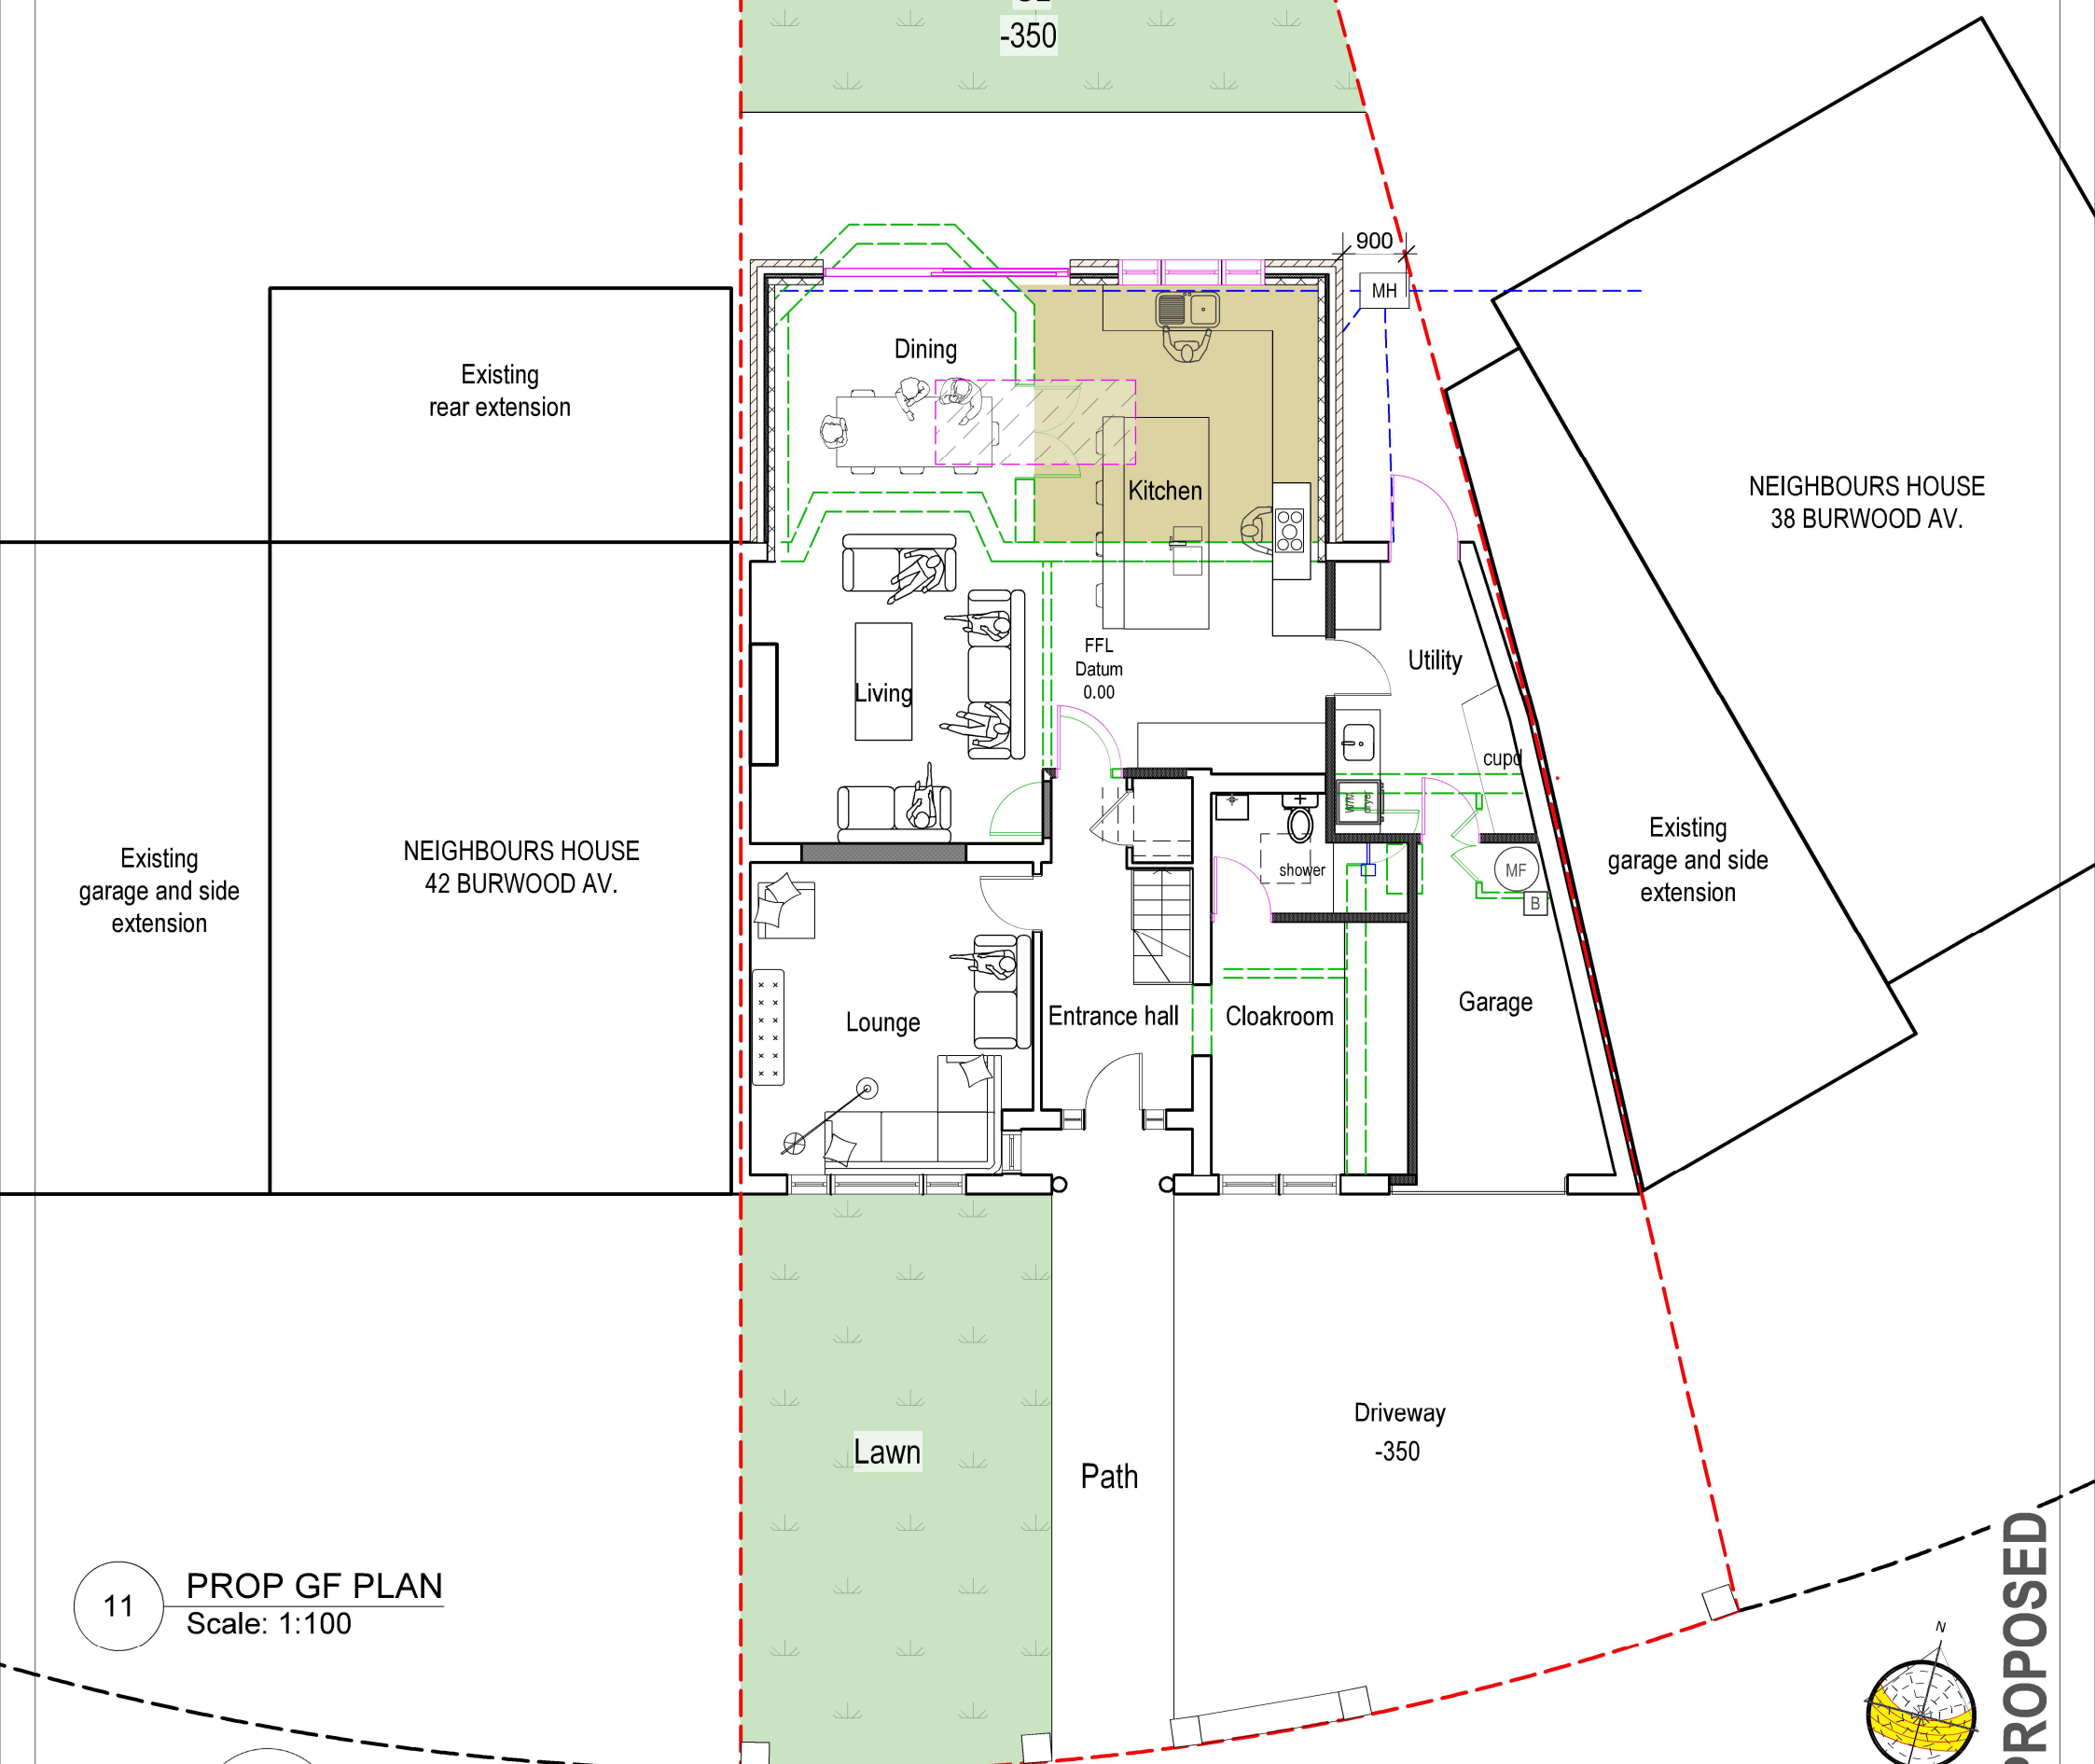 -350
900
MH
Dining
Existing
rear extension
Kitchen
NEIGHBOURS HOUSE
38 BURWOOD AV.
FFL
Datum
0.00
Living
Utility
cupd
W/M
dryer
Existing
garage and side
extension
NEIGHBOURS HOUSE
42 BURWOOD AV.
Existing
garage and side
extension
shower
MF
B
Lounge
Entrance hall
Cloakroom
Garage
Driveway
-350
Lawn
Path
11
PROP GF PLAN
Scale: 1:100
N
PROPOSED